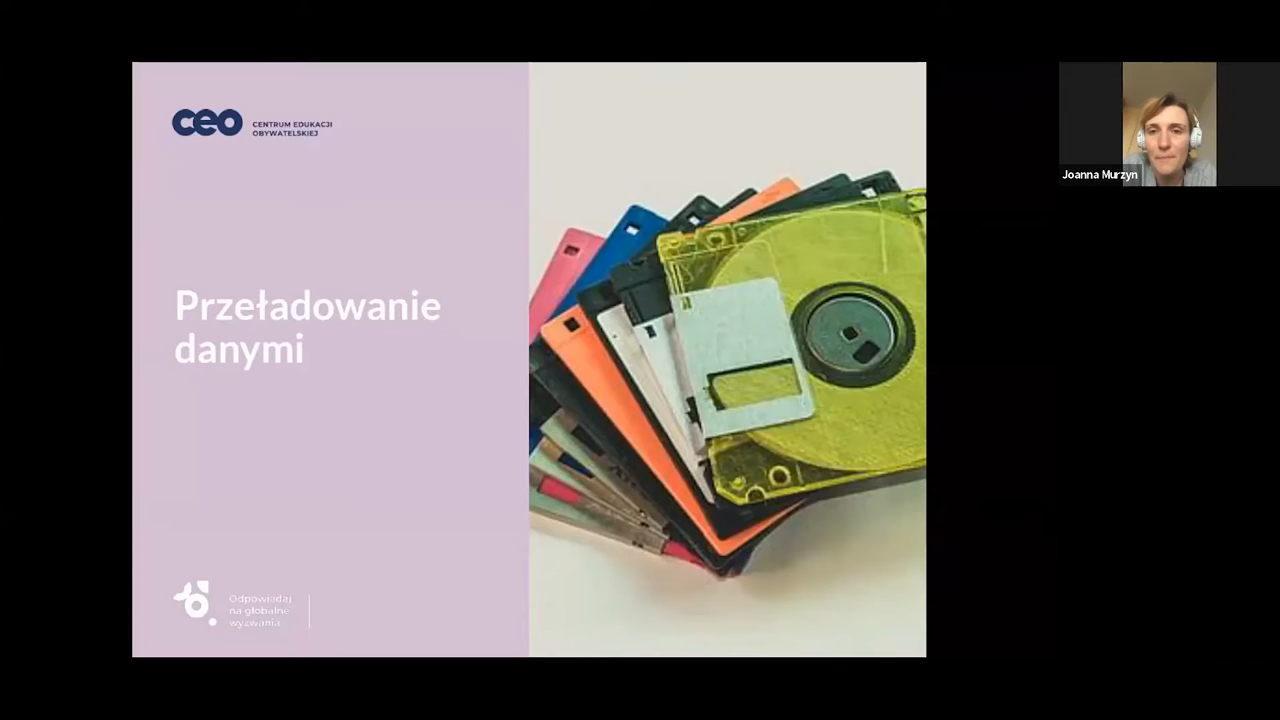 ceo
CENTRUM EDUKACJI
OBYWATELSKIEJ
Przeładowanie
danymi
Odpowiadaj
na globalne
wyzwania
Joanna Murzyn